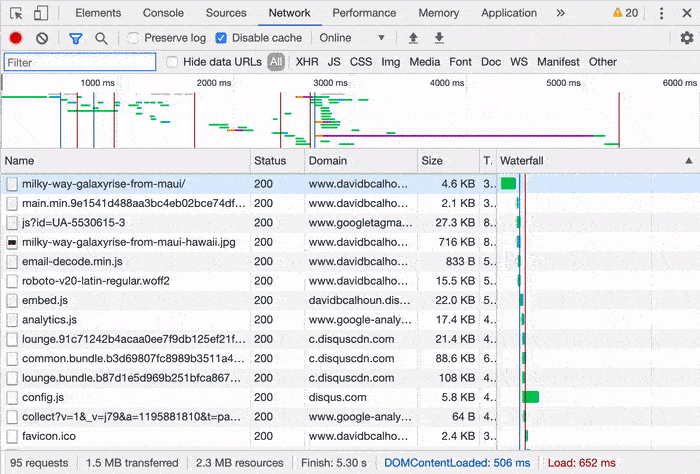 Elements Console Sources Network Performance Memory Application » 20
Preserve log Disable cache Online
Filter Hide data URLs All XHR JS CSS Img Media Font Doc WS Manifest Other
1000 ms 2000 ms 3000 ms 4000 ms 5000 ms 6000 ms
Name Status Domain Size T. Waterfall
milky-way-galaxyrise-from-maui/ 200 www.davidbcalho... 4.6 KB 3..
main.min.9e1541d488aa3bc4eb02bce74df... 200 www.davidbcalho... 2.1 KB 3..
js?id=UA-5530615-3 200 www.googletagma... 27.3 KB 8..
milky-way-galaxyrise-from-maui-hawaii.jpg 200 www.davidbcalho... 716 KB 8..
email-decode.min.js 200 www.davidbcalho... 833 B 5..
roboto-v20-latin-regular.woff2 200 www.davidbcalho... 15.5 KB 5..
embed.js 200 davidbcalhoun.dis... 22.0 KB 5..
analytics.js 200 www.google-analy... 17.4 KB 4..
lounge.91c71242b4acaa0ee7f9db125ef21f... 200 c.disquscdn.com 21.4 KB 4..
common.bundle.b3d69807fc8989b3511a4... 200 c.disquscdn.com 88.6 KB 6..
lounge.bundle.b87d1e5d969b251bfca867... 200 c.disquscdn.com 108 KB 4..
config.js 200 disqus.com 5.8 KB 4..
collect?v=1&_v=j79&a=1195881810&t=pa... 200 www.google-analy... 64 B 4..
favicon.ico 200 www.davidbcalho... 2.4 KB 3..
95 requests 1.5 MB transferred 2.3 MB resources Finish: 5.30 s DOMContentLoaded: 506 ms Load: 652 ms